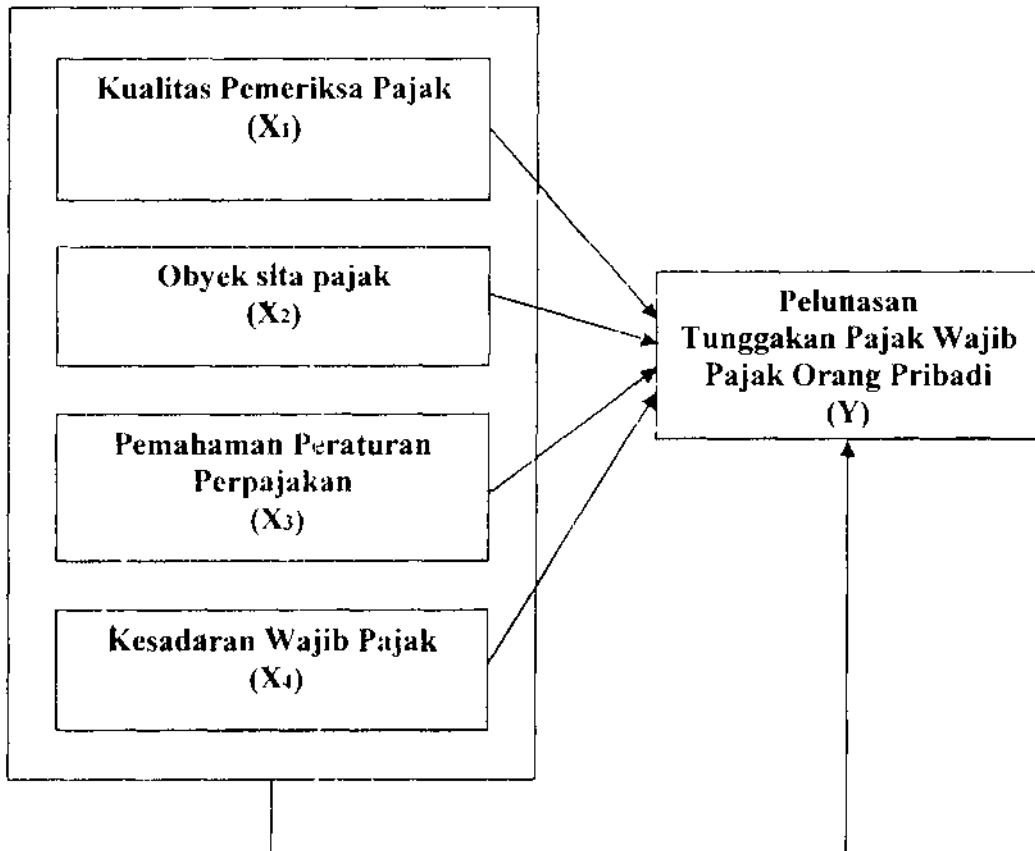 Kualitas Pemeriksa Pajak
(X1)
Obyek sita pajak
(X2)
Pemahaman Peraturan
Perpajakan
(X3)
Kesadaran Wajib Pajak
(X4)
Pelunasan
Tunggakan Pajak Wajib
Pajak Orang Pribadi
(Y)